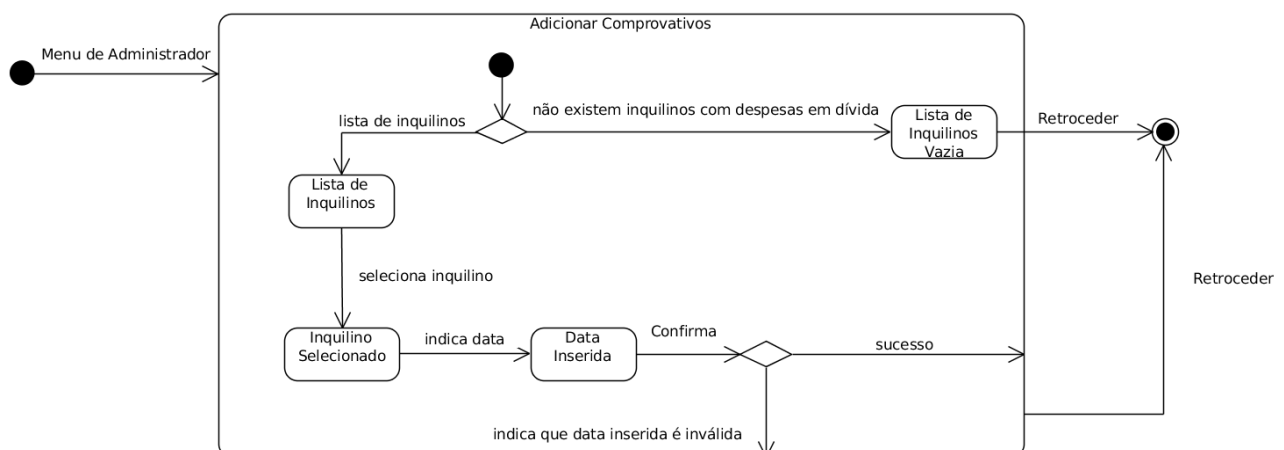 Adicionar Comprovativos
Menu de Administrador
não existem inquilinos com despesas em dívida
lista de inquilinos
Lista de
Inquilinos
Vazia
Retroceder
Lista de
Inquilinos
seleciona inquilino
Retroceder
Inquilino
Selecionado
indica data
Data
Inserida
Confirma
sucesso
indica que data inserida é inválida